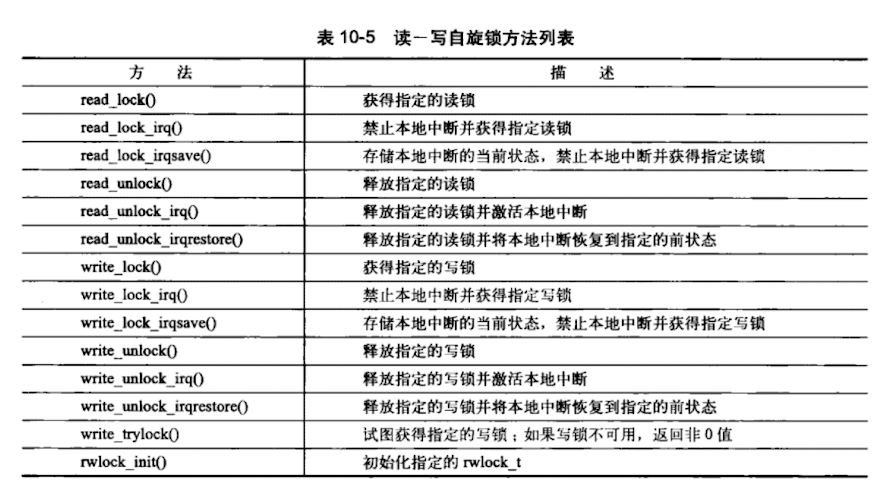 表 10-5 读－写自旋锁方法列表
方 法 描 述
read_lock() 获得指定的读锁
read_lock_irq() 禁止本地中断并获得指定读锁
read_lock_irqsave() 存储本地中断的当前状态，禁止本地中断并获得指定读锁
read_unlock() 释放指定的读锁
read_unlock_irq() 释放指定的读锁并激活本地中断
read_unlock_irqrestore() 释放指定的读锁并将本地中断恢复到指定的前状态
write_lock() 获得指定的写锁
write_lock_irq() 禁止本地中断并获得指定写锁
write_lock_irqsave() 存储本地中断的当前状态，禁止本地中断并获得指定写锁
write_unlock() 释放指定的写锁
write_unlock_irq() 释放指定的写锁并激活本地中断
write_unlock_irqrestore() 释放指定的写锁并将本地中断恢复到指定的前状态
write_trylock() 试图获得指定的写锁；如果写锁不可用，返回非 0 值
rwlock_init() 初始化指定的 rwlock_t